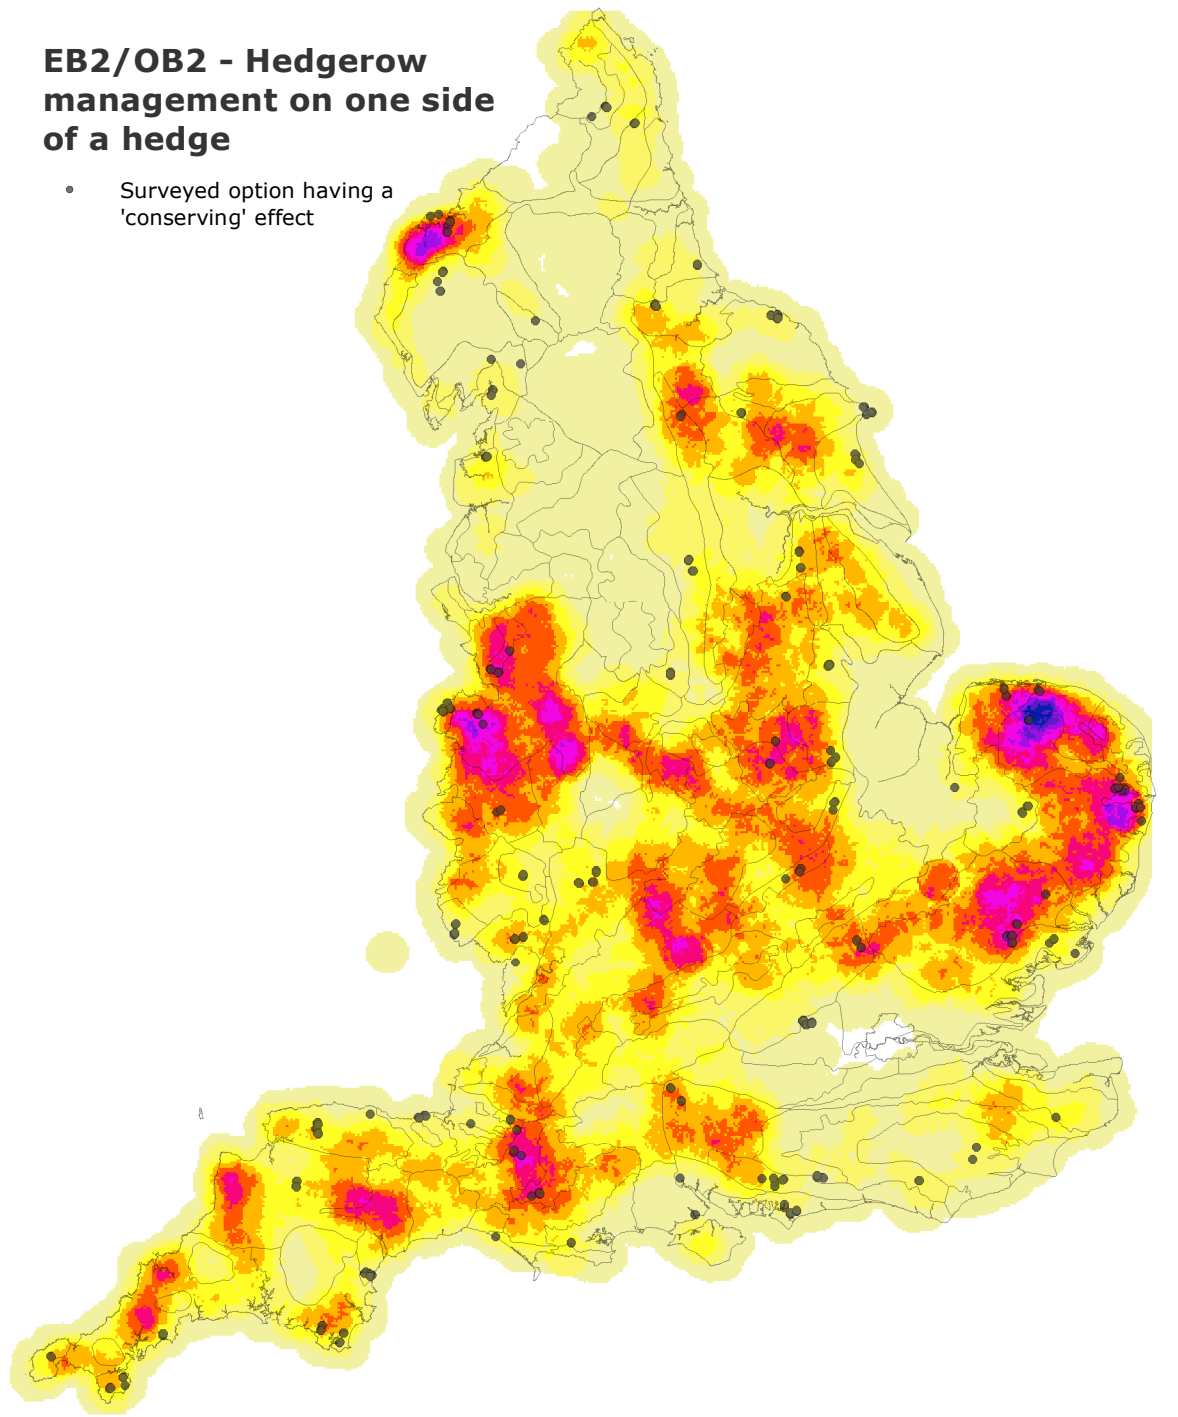 EB2/OB2 - Hedgerow
management on one side
of a hedge
Surveyed option having a
'conserving' effect